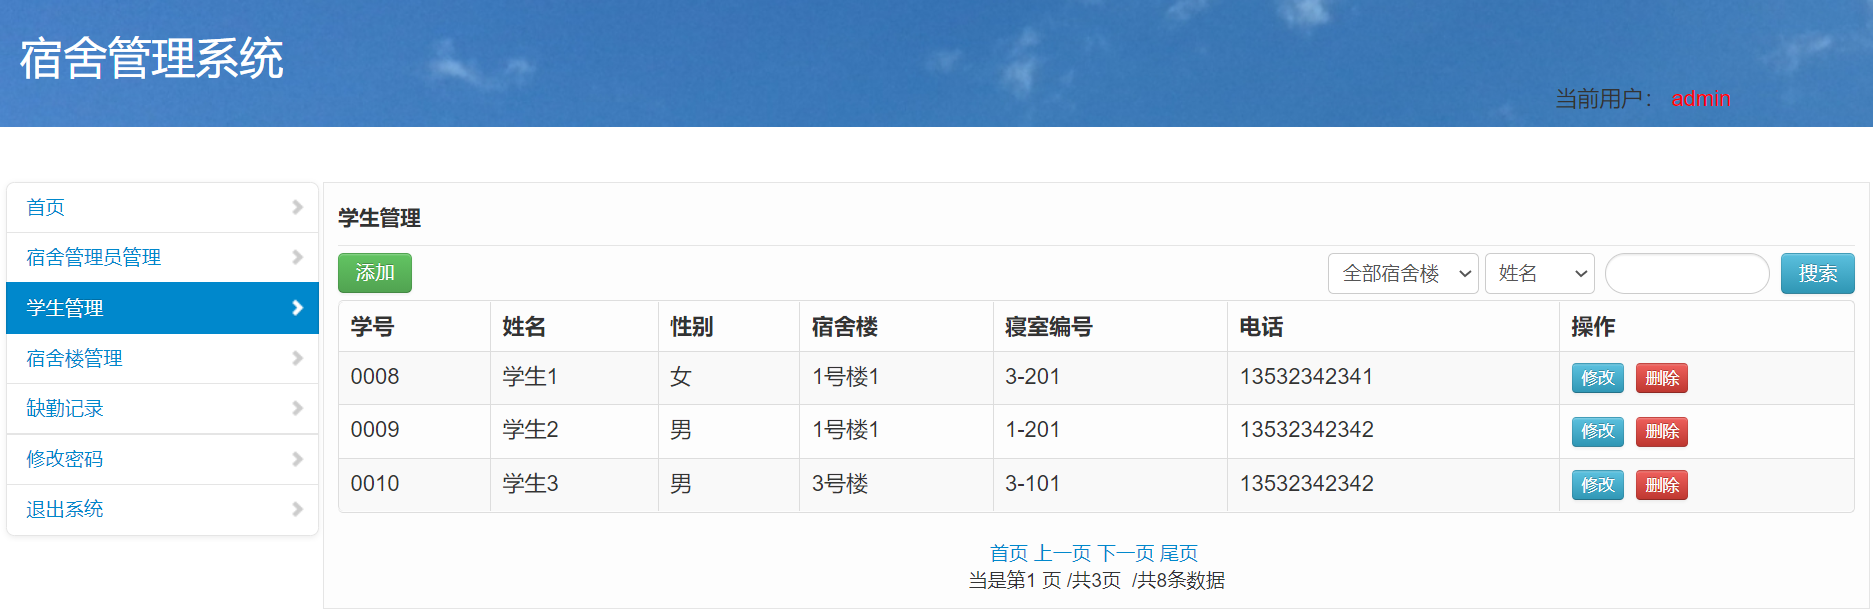 宿舍管理系统
当前用户： admin
首页
宿舍管理员管理
学生管理
宿舍楼管理
缺勤记录
修改密码
退出系统
学生管理
添加 全部宿舍楼 姓名 搜索
学号 姓名 性别 宿舍楼 寝室编号 电话 操作
0008 学生1 女 1号楼1 3-201 13532342341 修改 删除
0009 学生2 男 1号楼1 1-201 13532342342 修改 删除
0010 学生3 男 3号楼 3-101 13532342342 修改 删除
首页 上一页 下一页 尾页
当是第1 页 /共3页 /共8条数据